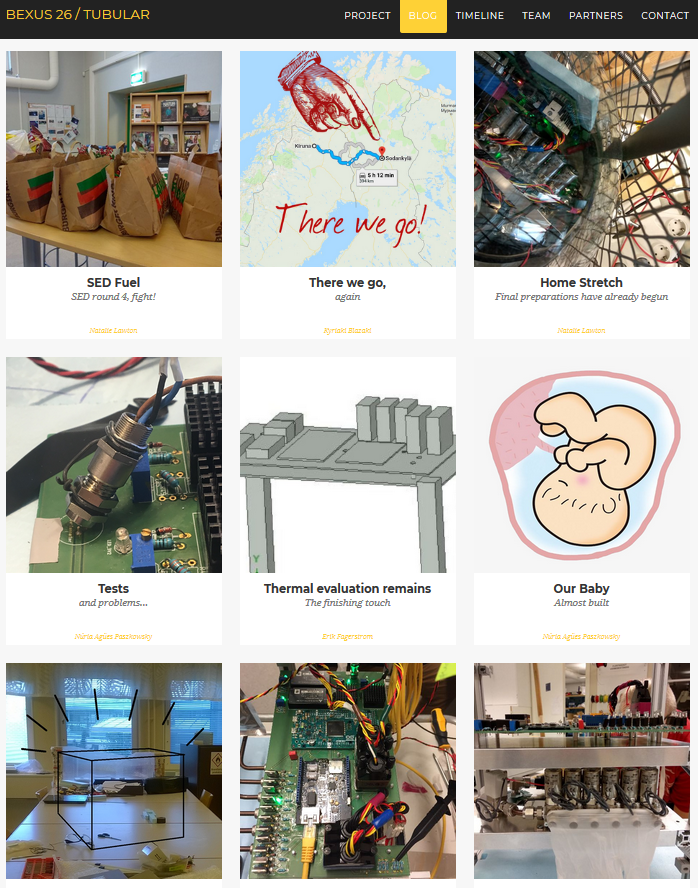 BEXUS 26 / TUBULAR
PROJECT BLOG TIMELINE TEAM PARTNERS CONTACT
Kiruna
Sodankylä
5 h 12 min
394 km
There we go!
SED Fuel
SED round 4, fight!
Natalie Lawton
There we go,
again
Kyriaki Blazaki
Home Stretch
Final preparations have already begun
Natalie Lawton
Y
Tests
and problems...
Núria Agües Paszkowsky
Thermal evaluation remains
The finishing touch
Erik Fagerström
Our Baby
Almost built
Núria Agües Paszkowsky